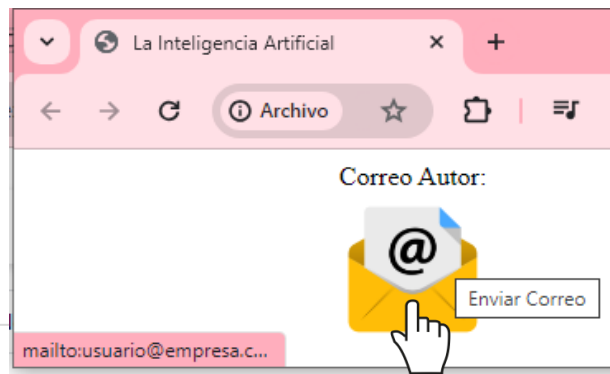 La Inteligencia Artificial
Archivo
Correo Autor:
@
Enviar Correo
mailto:usuario@empresa.c...